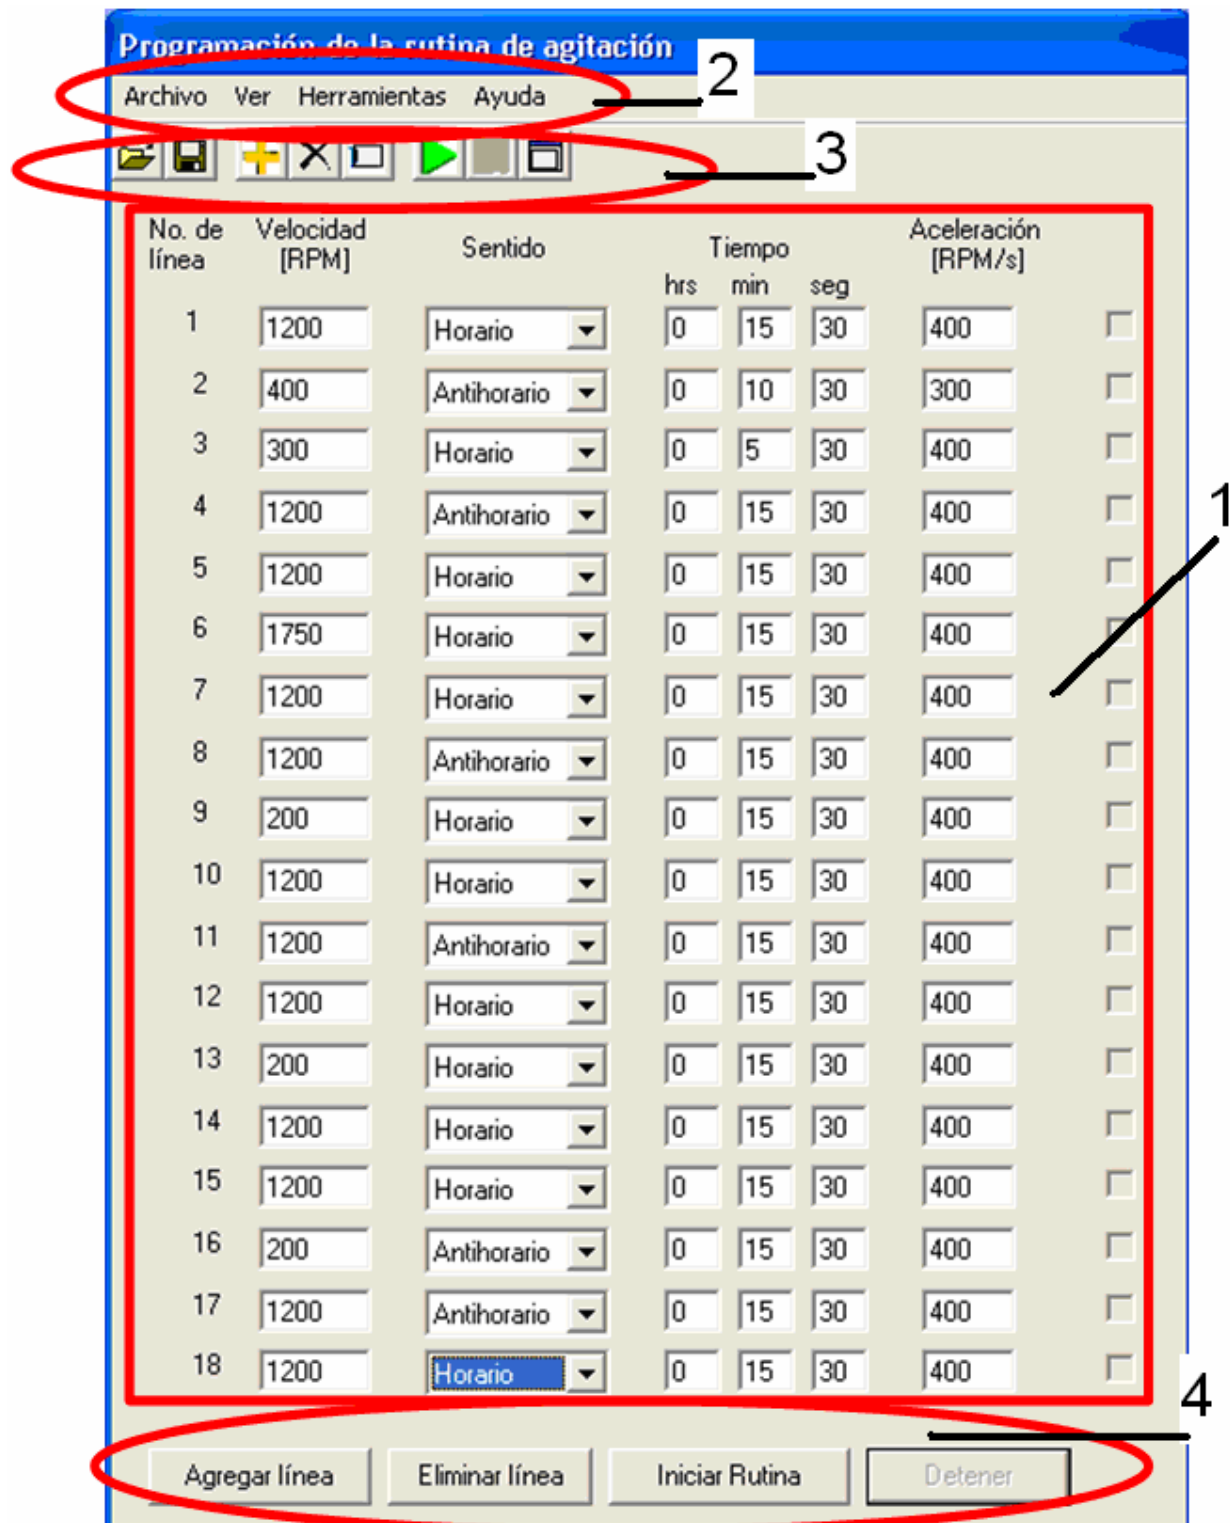 Programación de la rutina de agitación
2
Archivo Ver Herramientas Ayuda
3
No. de línea Velocidad [RPM] Sentido Tiempo Aceleración [RPM/s]
hrs min seg
1 1200 Horario 0 15 30 400
2 400 Antihorario 0 10 30 300
3 300 Horario 0 5 30 400
4 1200 Antihorario 0 15 30 400
1
5 1200 Horario 0 15 30 400
6 1750 Horario 0 15 30 400
7 1200 Horario 0 15 30 400
8 1200 Antihorario 0 15 30 400
9 200 Horario 0 15 30 400
10 1200 Horario 0 15 30 400
11 1200 Antihorario 0 15 30 400
12 1200 Horario 0 15 30 400
13 200 Horario 0 15 30 400
14 1200 Horario 0 15 30 400
15 1200 Horario 0 15 30 400
16 200 Antihorario 0 15 30 400
17 1200 Antihorario 0 15 30 400
18 1200 Horario 0 15 30 400
4
Agregar línea Eliminar línea Iniciar Rutina Detener